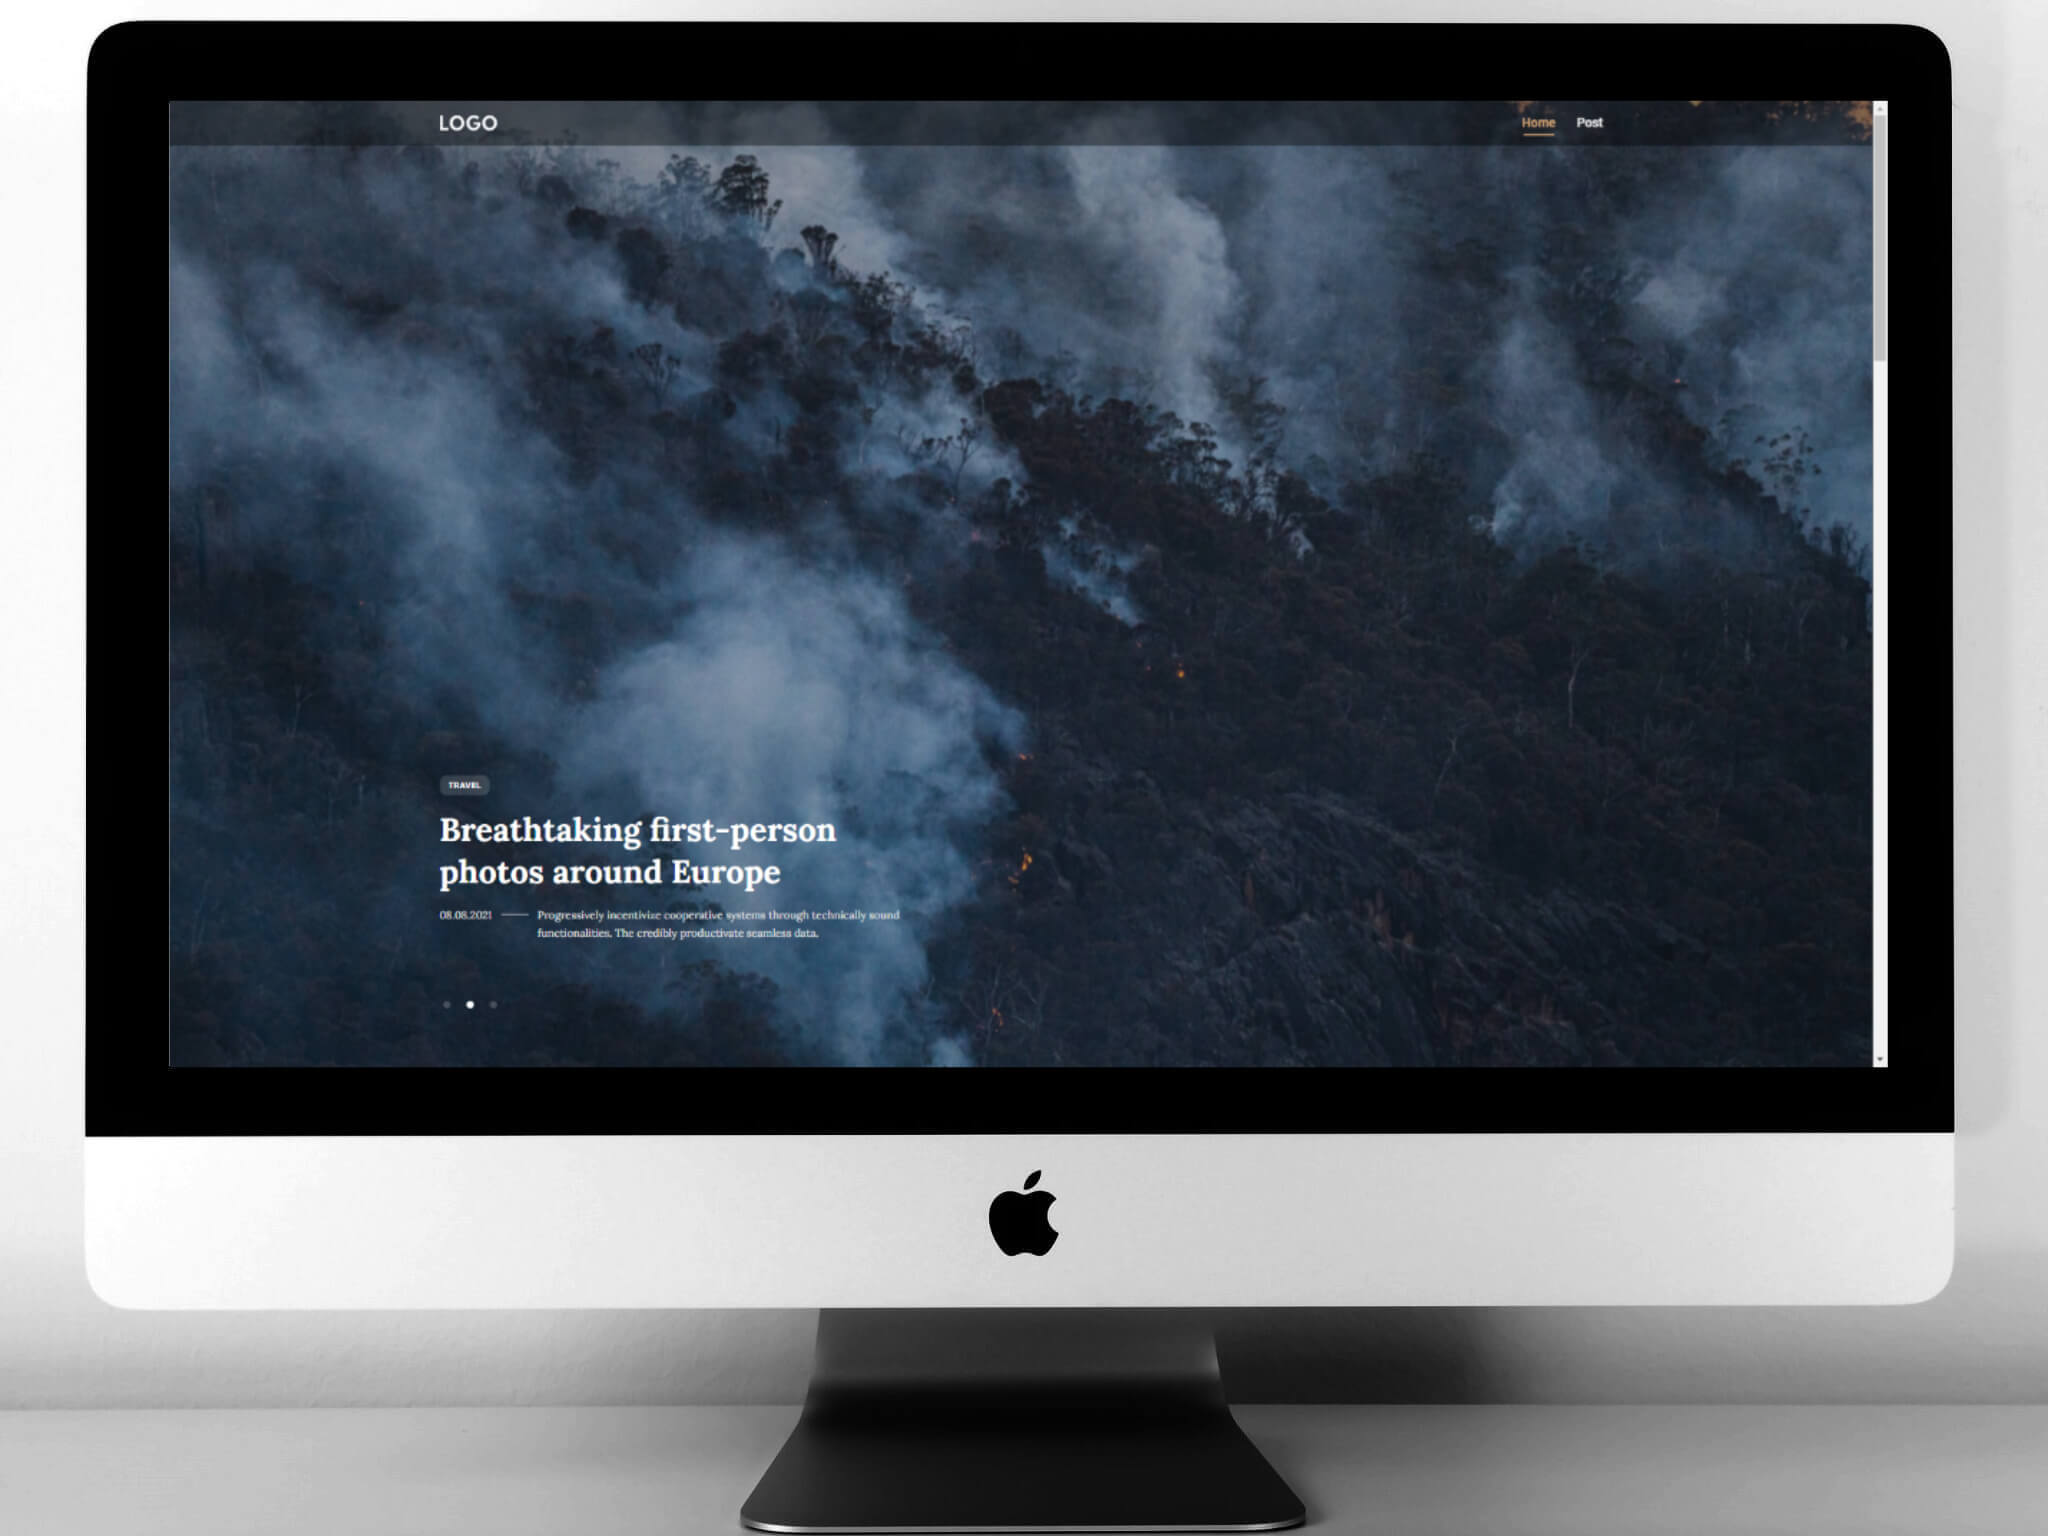 LOGO
Home Post
TRAVEL
Breathtaking first-person
photos around Europe
08.08.2021 Progressively incentivize cooperative systems through technically sound
functionalities. The credibly productivate seamless data.